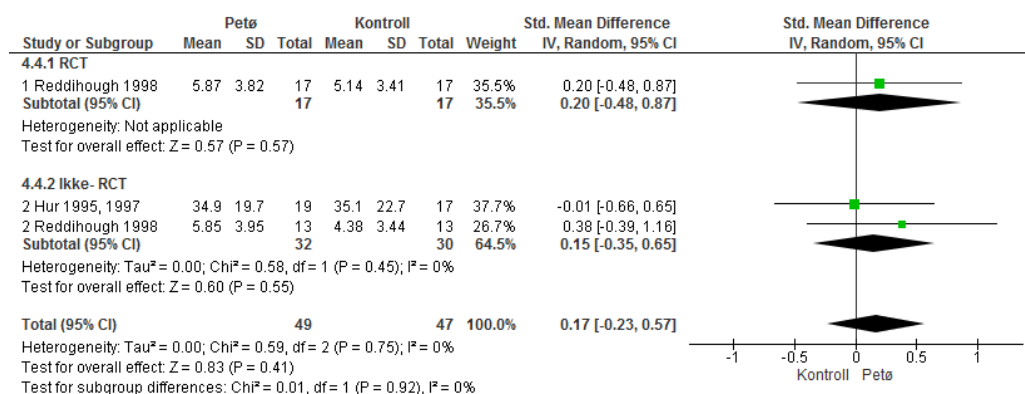 Petø Kontroll Std. Mean Difference Std. Mean Difference
Study or Subgroup Mean SD Total Mean SD Total Weight IV, Random, 95% CI IV, Random, 95% CI
4.4.1 RCT
1 Reddihough 1998 5.87 3.82 17 5.14 3.41 17 35.5% 0.20 [-0.48, 0.87]
Subtotal (95% CI) 17 17 35.5% 0.20 [-0.48, 0.87]
Heterogeneity: Not applicable
Test for overall effect: Z = 0.57 (P = 0.57)
4.4.2 Ikke- RCT
2 Hur 1995, 1997 34.9 19.7 19 35.1 22.7 17 37.7% -0.01 [-0.66, 0.65]
2 Reddihough 1998 5.85 3.95 13 4.38 3.44 13 26.7% 0.38 [-0.39, 1.16]
Subtotal (95% CI) 32 30 64.5% 0.15 [-0.35, 0.65]
Heterogeneity: Tau² = 0.00; Chi² = 0.58, df = 1 (P = 0.45); I² = 0%
Test for overall effect: Z = 0.60 (P = 0.55)
Total (95% CI) 49 47 100.0% 0.17 [-0.23, 0.57]
Heterogeneity: Tau² = 0.00; Chi² = 0.59, df = 2 (P = 0.75); I² = 0%
Test for overall effect: Z = 0.83 (P = 0.41)
Test for subgroup differences: Chi² = 0.01, df = 1 (P = 0.92), I² = 0%
-1 -0.5 0 0.5 1
Kontroll Petø